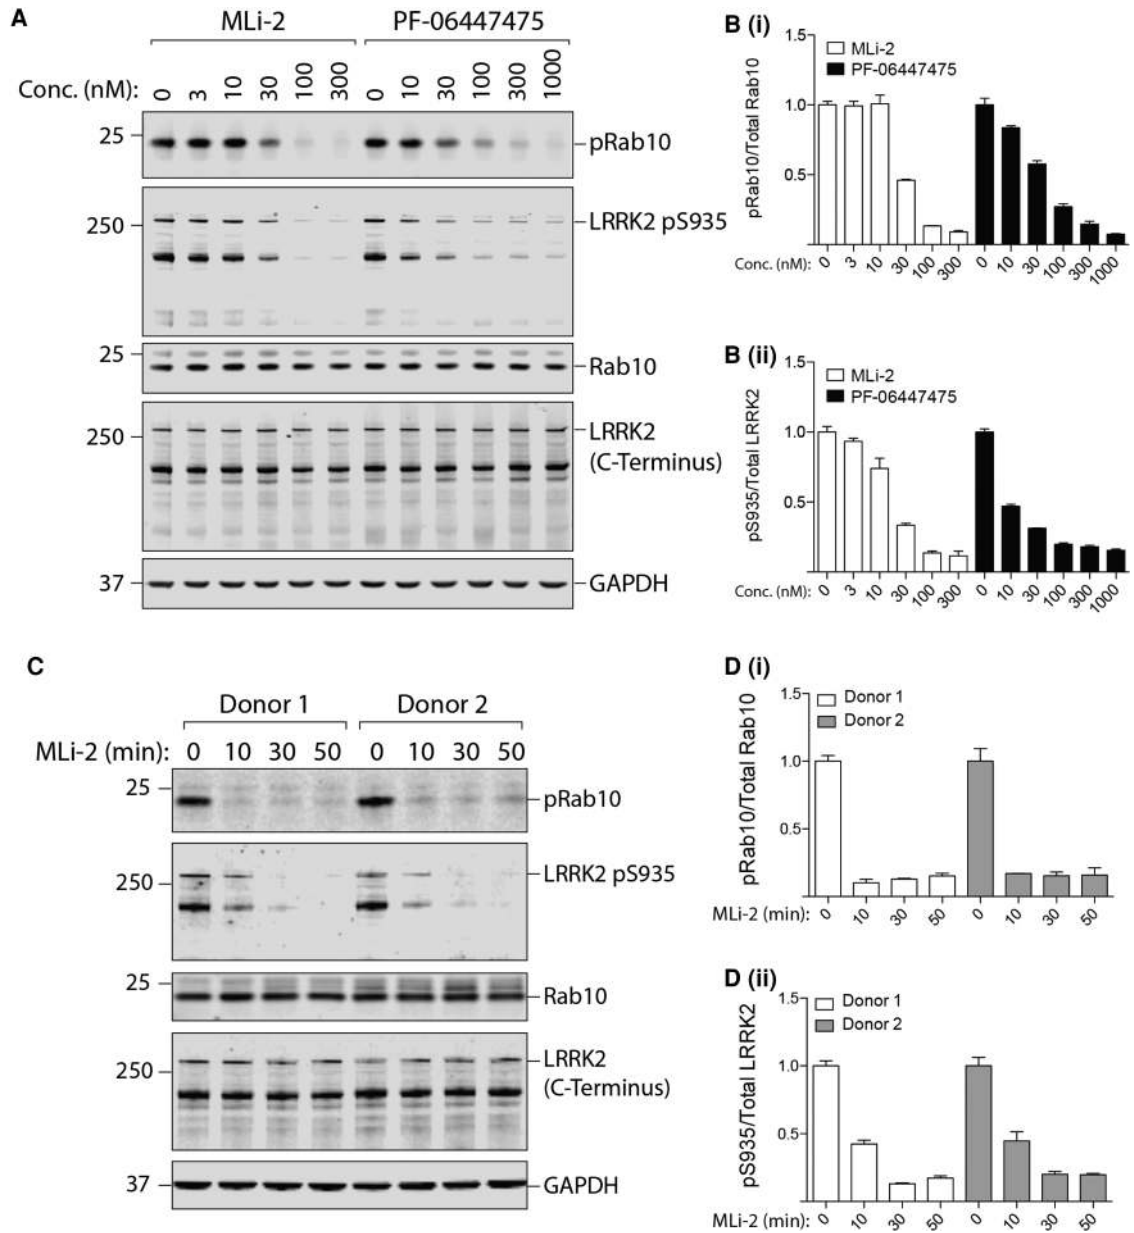 A
MLi-2 PF-06447475
Conc. (nM): 0 3 10 30 100 300 0 10 30 100 300 1000
25 pRab10
250 LRRK2 pS935
25 Rab10
250 LRRK2
(C-Terminus)
37 GAPDH
B (i)
1.5
MLi-2
PF-06447475
1.0
0.5
pRab10/Total Rab10
Conc. (nM): 0 3 10 30 100 300 0 10 30 100 300 1000
B (ii)
1.5
MLi-2
PF-06447475
1.0
0.5
pS935/Total LRRK2
Conc. (nM): 0 3 10 30 100 300 0 10 30 100 300 1000
C
Donor 1 Donor 2
MLi-2 (min): 0 10 30 50 0 10 30 50
25 pRab10
250 LRRK2 pS935
25 Rab10
250 LRRK2
(C-Terminus)
37 GAPDH
D (i)
1.5
Donor 1
Donor 2
1.0
0.5
pRab10/Total Rab10
MLi-2 (min): 0 10 30 50 0 10 30 50
D (ii)
1.5
Donor 1
Donor 2
1.0
0.5
pS935/Total LRRK2
MLi-2 (min): 0 10 30 50 0 10 30 50